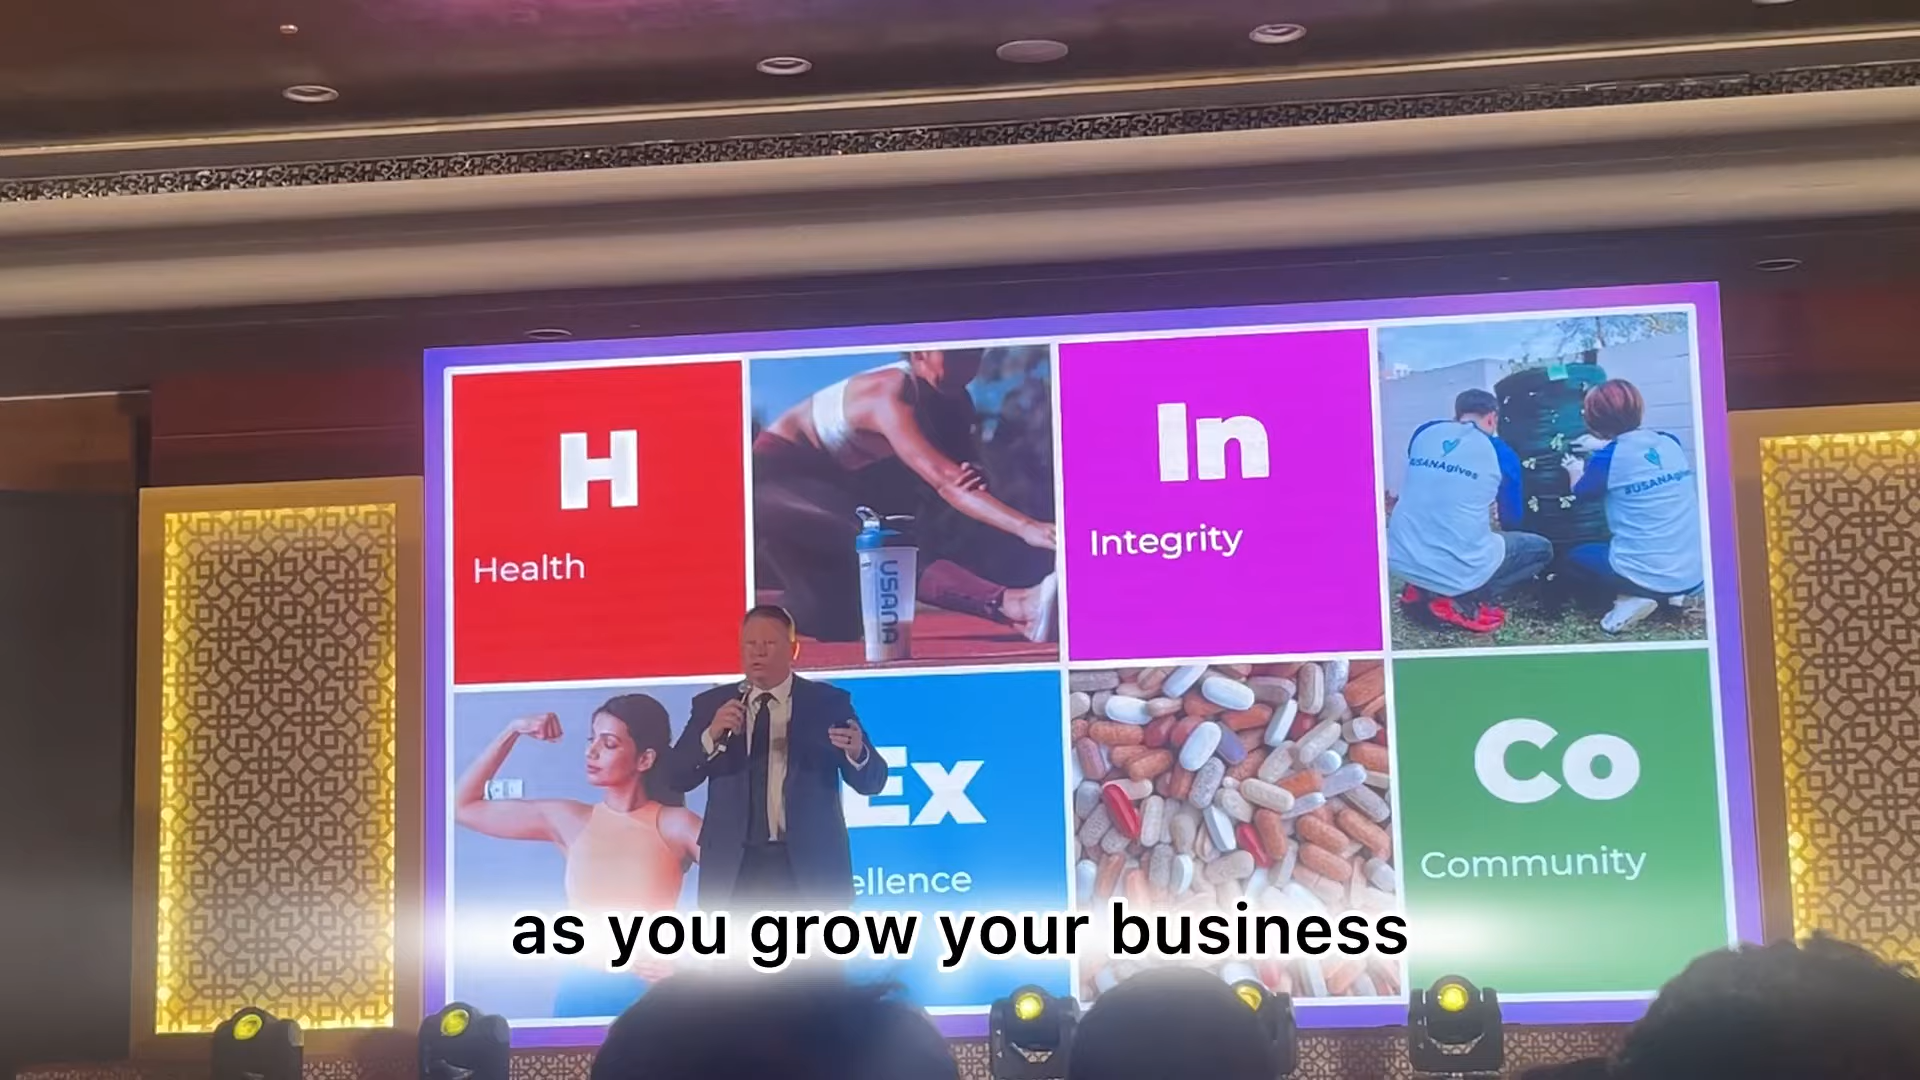 H
Health
USANA
In
Integrity
USANAgives
#USANAgives
Ex
ellence
Co
Community
as you grow your business